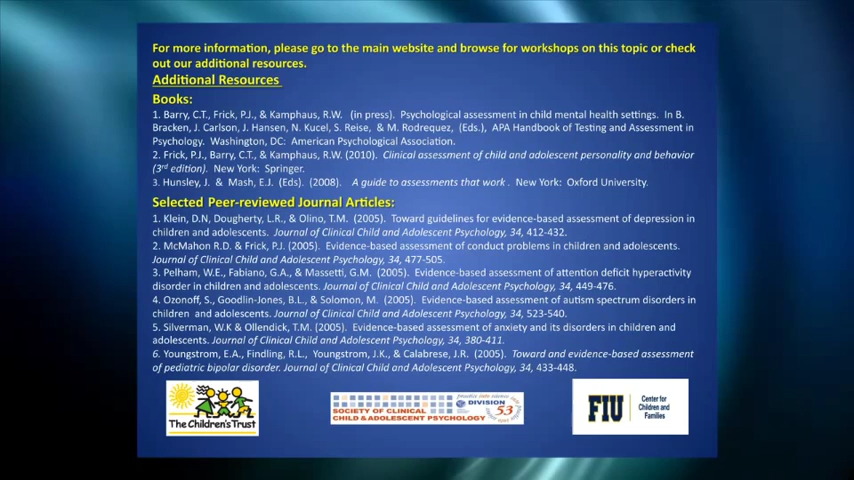 For more information, please go to the main website and browse for workshops on this topic or check
out our additional resources.
Additional Resources
Books:
1. Barry, C.T., Frick, P.J., & Kamphaus, R.W. (in press). Psychological assessment in child mental health settings. In B.
Bracken, J. Carlson, J. Hansen, N. Kucel, S. Reise, & M. Rodrequez, (Eds.), APA Handbook of Testing and Assessment in
Psychology. Washington, DC: American Psychological Association.
2. Frick, P.J., Barry, C.T., & Kamphaus, R.W. (2010). Clinical assessment of child and adolescent personality and behavior
(3rd edition). New York: Springer.
3. Hunsley, J. & Mash, E.J. (Eds). (2008). A guide to assessments that work . New York: Oxford University.
Selected Peer-reviewed Journal Articles:
1. Klein, D.N, Dougherty, L.R., & Olino, T.M. (2005). Toward guidelines for evidence-based assessment of depression in
children and adolescents. Journal of Clinical Child and Adolescent Psychology, 34, 412-432.
2. McMahon R.D. & Frick, P.J. (2005). Evidence-based assessment of conduct problems in children and adolescents.
Journal of Clinical Child and Adolescent Psychology, 34, 477-505.
3. Pelham, W.E., Fabiano, G.A., & Massetti, G.M. (2005). Evidence-based assessment of attention deficit hyperactivity
disorder in children and adolescents. Journal of Clinical Child and Adolescent Psychology, 34, 449-476.
4. Ozonoff, S., Goodlin-Jones, B.L., & Solomon, M. (2005). Evidence-based assessment of autism spectrum disorders in
children and adolescents. Journal of Clinical Child and Adolescent Psychology, 34, 523-540.
5. Silverman, W.K & Ollendick, T.M. (2005). Evidence-based assessment of anxiety and its disorders in children and
adolescents. Journal of Clinical Child and Adolescent Psychology, 34, 380-411.
6. Youngstrom, E.A., Findling, R.L., Youngstrom, J.K., & Calabrese, J.R. (2005). Toward and evidence-based assessment
of pediatric bipolar disorder. Journal of Clinical Child and Adolescent Psychology, 34, 433-448.
The Children's Trust
DIVISION
53
SOCIETY OF CLINICAL
CHILD & ADOLESCENT PSYCHOLOGY
FIU
Center for
Children and
Families